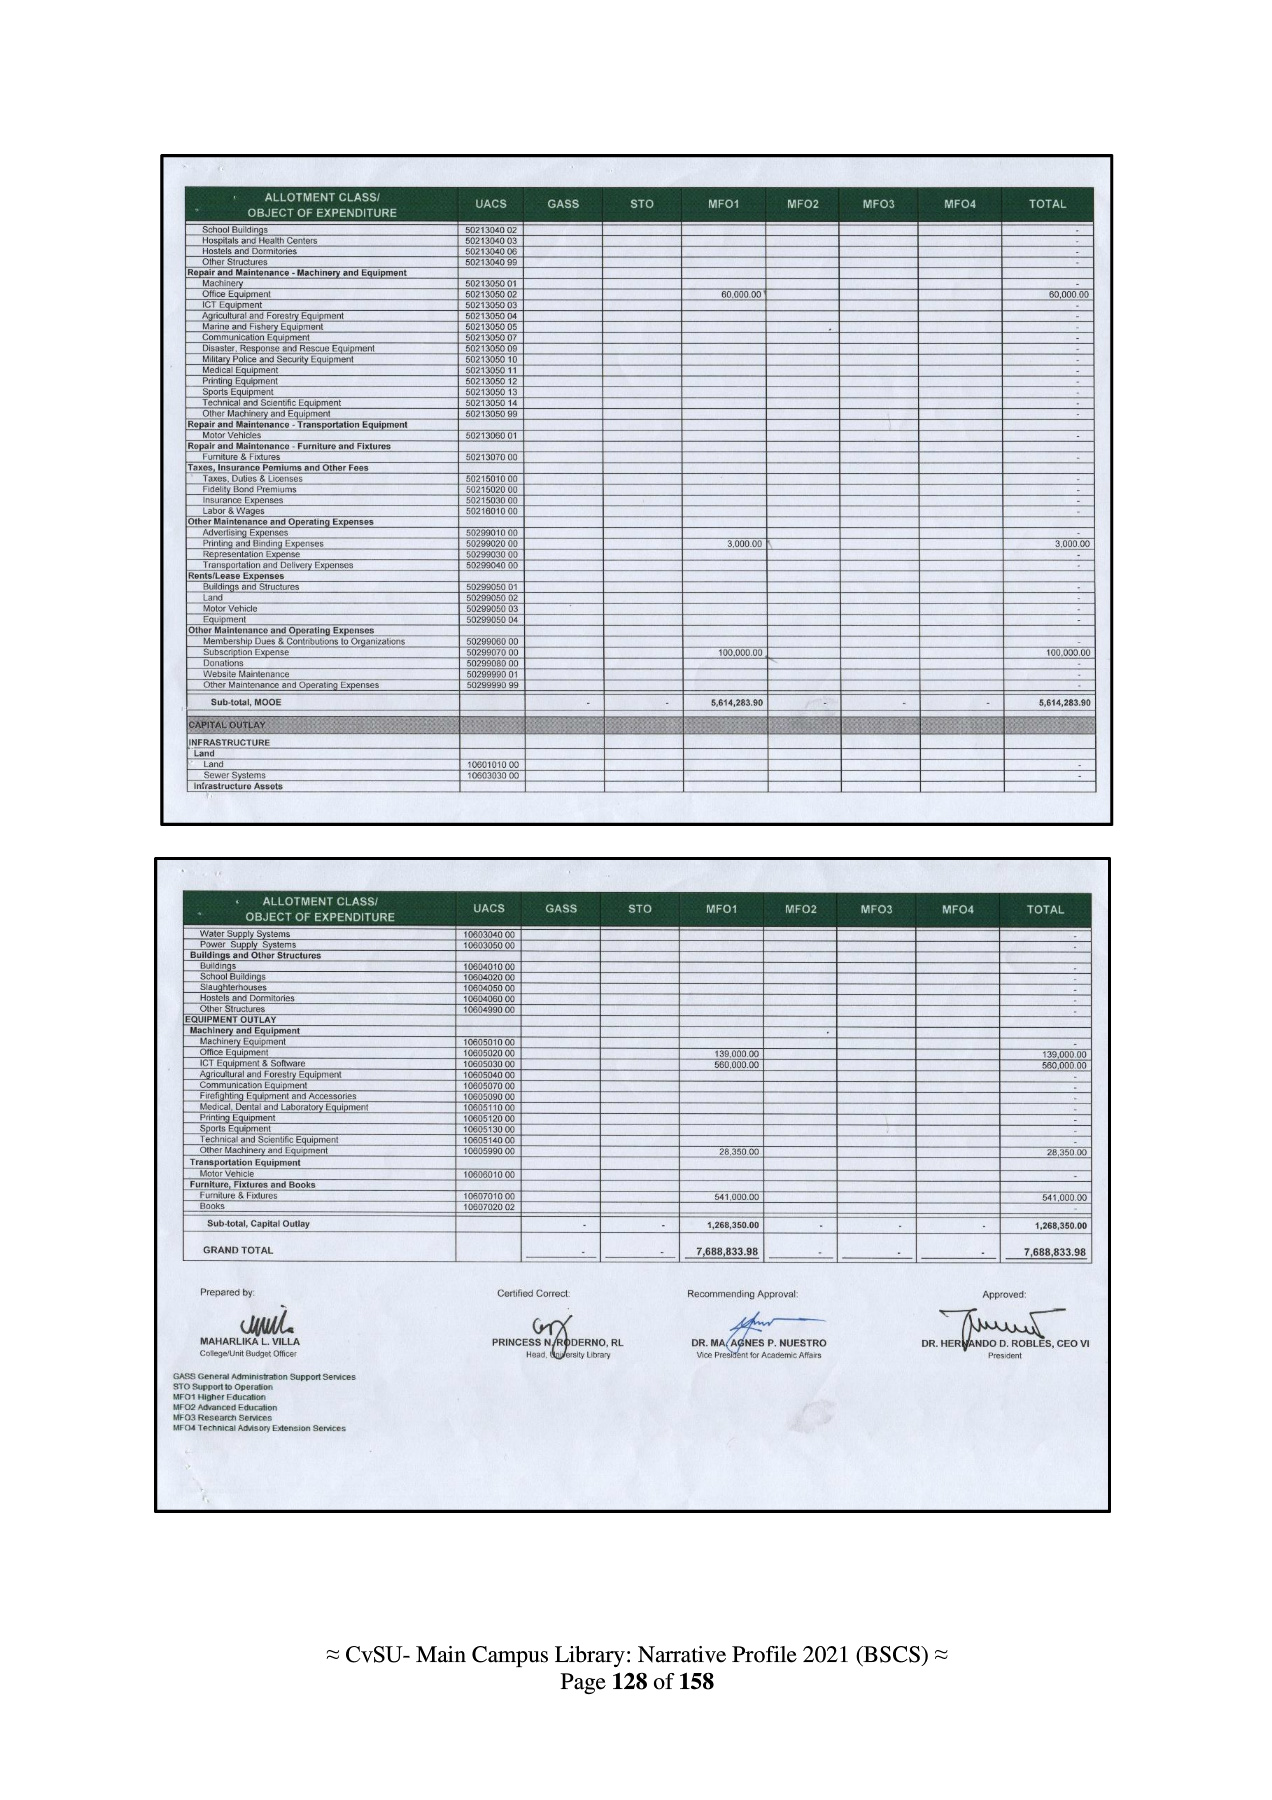 ALLOTMENT CLASS/ OBJECT OF EXPENDITURE UACS GASS STO MFO1 MFO2 MFO3 MFO4 TOTAL
School Buildings 50213040 02 -
Hospitals and Health Centers 50213040 03 -
Hostels and Dormitories 50213040 06 -
Other Structures 50213040 99 -
Repair and Maintenance - Machinery and Equipment
Machinery 50213050 01 -
Office Equipment 50213050 02 60,000.00 60,000.00
ICT Equipment 50213050 03 -
Agricultural and Forestry Equipment 50213050 04 -
Marine and Fishery Equipment 50213050 05 -
Communication Equipment 50213050 07 -
Disaster, Response and Rescue Equipment 50213050 09 -
Military Police and Security Equipment 50213050 10 -
Medical Equipment 50213050 11 -
Printing Equipment 50213050 12 -
Sports Equipment 50213050 13 -
Technical and Scientific Equipment 50213050 14 -
Other Machinery and Equipment 50213050 99 -
Repair and Maintenance - Transportation Equipment
Motor Vehicles 50213060 01 -
Repair and Maintenance - Furniture and Fixtures
Furniture & Fixtures 50213070 00 -
Taxes, Insurance Pemiums and Other Fees
Taxes, Duties & Licenses 50215010 00 -
Fidelity Bond Premiums 50215020 00 -
Insurance Expenses 50215030 00 -
Labor & Wages 50216010 00 -
Other Maintenance and Operating Expenses
Advertising Expenses 50299010 00 -
Printing and Binding Expenses 50299020 00 3,000.00 3,000.00
Representation Expense 50299030 00 -
Transportation and Delivery Expenses 50299040 00 -
Rents/Lease Expenses
Buildings and Structures 50299050 01 -
Land 50299050 02 -
Motor Vehicle 50299050 03 -
Equipment 50299050 04 -
Other Maintenance and Operating Expenses
Membership Dues & Contributions to Organizations 50299060 00 -
Subscription Expense 50299070 00 100,000.00 100,000.00
Donations 50299080 00 -
Website Maintenance 50299990 01 -
Other Maintenance and Operating Expenses 50299990 99 -
Sub-total, MOOE - - 5,614,283.90 - - - 5,614,283.90
CAPITAL OUTLAY
INFRASTRUCTURE
Land
Land 10601010 00 -
Sewer Systems 10603030 00 -
Infrastructure Assets
ALLOTMENT CLASS/ OBJECT OF EXPENDITURE UACS GASS STO MFO1 MFO2 MFO3 MFO4 TOTAL
Water Supply Systems 10603040 00 -
Power Supply Systems 10603050 00 -
Buildings and Other Structures
Buildings 10604010 00 -
School Buildings 10604020 00 -
Slaughterhouses 10604050 00 -
Hostels and Dormitories 10604060 00 -
Other Structures 10604990 00 -
EQUIPMENT OUTLAY
Machinery and Equipment
Machinery Equipment 10605010 00 -
Office Equipment 10605020 00 139,000.00 139,000.00
ICT Equipment & Software 10605030 00 560,000.00 560,000.00
Agricultural and Forestry Equipment 10605040 00 -
Communication Equipment 10605070 00 -
Firefighting Equipment and Accessories 10605090 00 -
Medical, Dental and Laboratory Equipment 10605110 00 -
Printing Equipment 10605120 00 -
Sports Equipment 10605130 00 -
Technical and Scientific Equipment 10605140 00 -
Other Machinery and Equipment 10605990 00 28,350.00 28,350.00
Transportation Equipment
Motor Vehicle 10606010 00 -
Furniture, Fixtures and Books
Furniture & Fixtures 10607010 00 541,000.00 541,000.00
Books 10607020 02 -
Sub-total, Capital Outlay - - 1,268,350.00 - - - 1,268,350.00
GRAND TOTAL - - 7,688,833.98 - - - 7,688,833.98
Prepared by: Certified Correct: Recommending Approval: Approved:
MAHARLIKA L. VILLA PRINCESS N. RODERNO, RL DR. MA. AGNES P. NUESTRO DR. HERNANDO D. ROBLES, CEO VI
College/Unit Budget Officer Head, University Library Vice President for Academic Affairs President
GASS General Administration Support Services
STO Support to Operation
MFO1 Higher Education
MFO2 Advanced Education
MFO3 Research Services
MFO4 Technical Advisory Extension Services
≈ CvSU- Main Campus Library: Narrative Profile 2021 (BSCS) ≈
Page 128 of 158